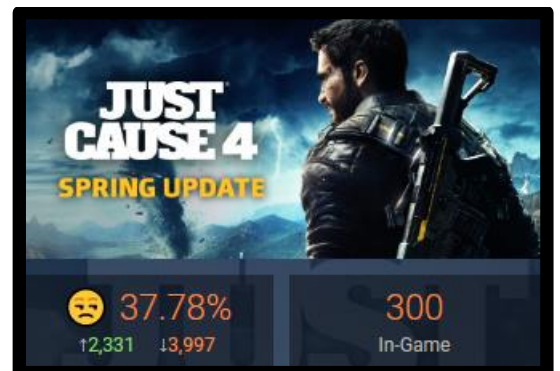 JUST
CAUSE 4
SPRING UPDATE
37.78%
↑2,331 ↓3,997
300
In-Game